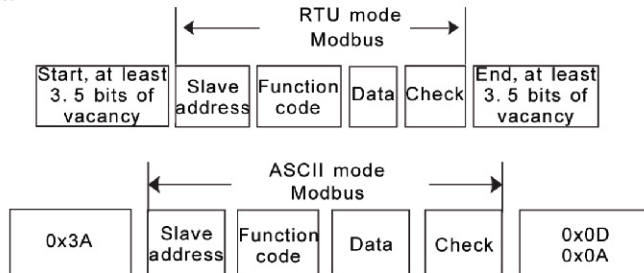 RTU mode
Modbus
Start, at least
3. 5 bits of
vacancy
Slave
address
Function
code
Data
Check
End, at least
3. 5 bits of
vacancy
ASCII mode
Modbus
0x3A
Slave
address
Function
code
Data
Check
0x0D
0x0A